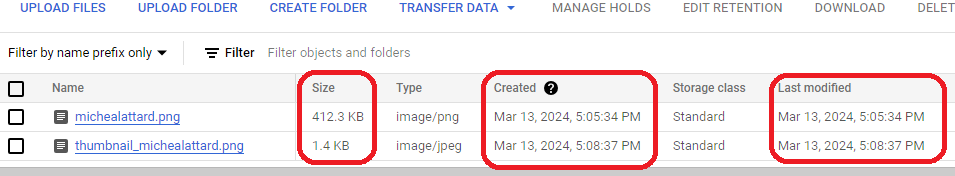 UPLOAD FILES UPLOAD FOLDER CREATE FOLDER TRANSFER DATA MANAGE HOLDS EDIT RETENTION DOWNLOAD
Filter by name prefix only Filter Filter objects and folders
Name Size Type Created ? Storage class Last modified
michealattard.png 412.3 KB image/png Mar 13, 2024, 5:05:34 PM Standard Mar 13, 2024, 5:05:34 PM
thumbnail_michealattard.png 1.4 KB image/jpeg Mar 13, 2024, 5:08:37 PM Standard Mar 13, 2024, 5:08:37 PM